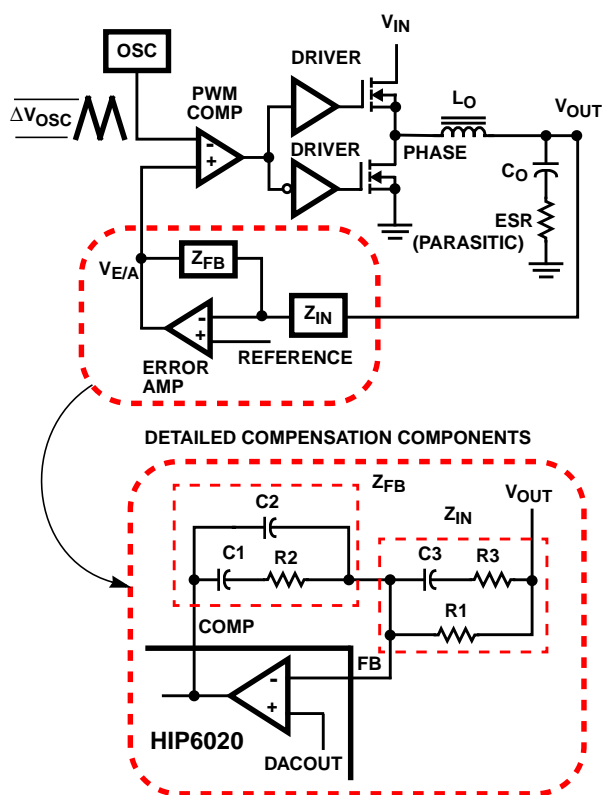 OSC
ΔVOSC
PWM
COMP
-
+
DRIVER
DRIVER
VIN
PHASE
LO
VOUT
CO
ESR
(PARASITIC)
VE/A
ZFB
ZIN
-
+
REFERENCE
ERROR
AMP
DETAILED COMPENSATION COMPONENTS
ZFB
C2
C1
R2
ZIN
VOUT
C3
R3
R1
COMP
FB
-
+
HIP6020
DACOUT